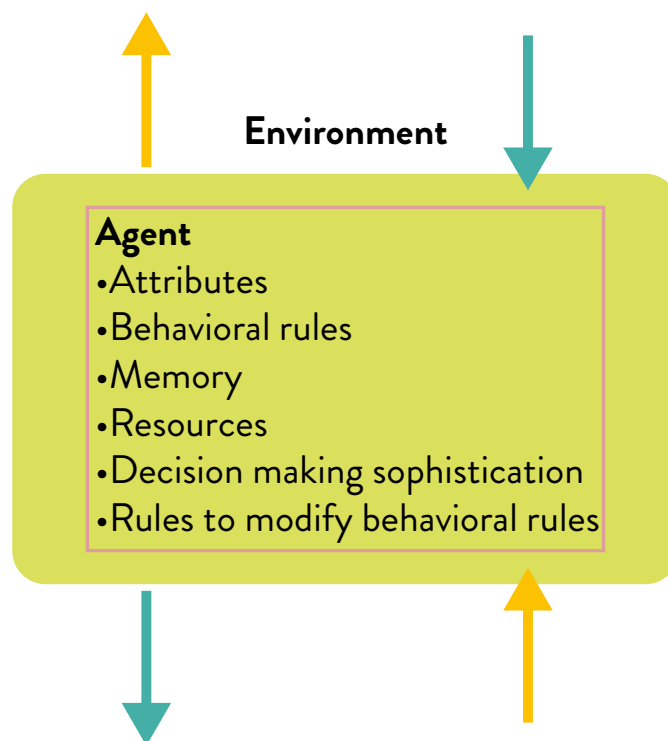 Environment
Agent
•Attributes
•Behavioral rules
•Memory
•Resources
•Decision making sophistication
•Rules to modify behavioral rules